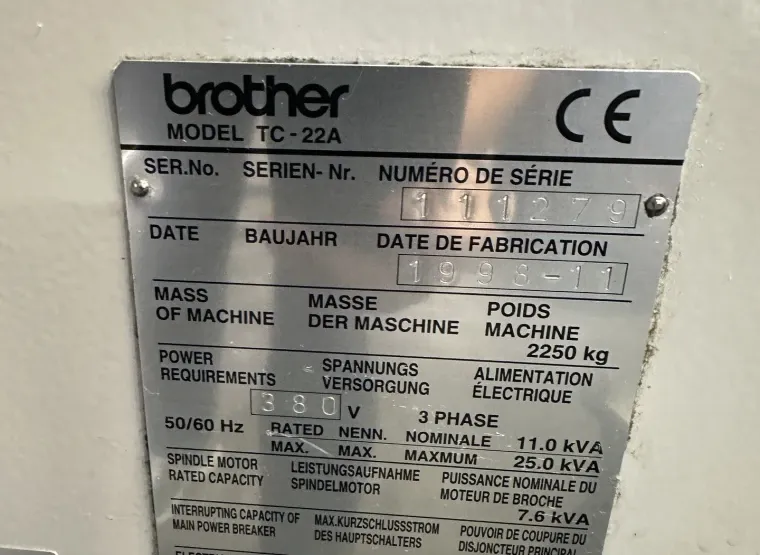 brother
CE
MODEL TC-22A
SER.No. SERIEN-Nr. NUMÉRO DE SÉRIE
111279
DATE BAUJAHR DATE DE FABRICATION
1998-11
MASS OF MACHINE MASSE DER MASCHINE POIDS MACHINE
2250 kg
POWER REQUIREMENTS SPANNUNGS VERSORGUNG ALIMENTATION ÉLECTRIQUE
380 V 3 PHASE
50/60 Hz RATED NENN. NOMINALE 11.0 kVA
MAX. MAX. MAXMUM 25.0 kVA
SPINDLE MOTOR RATED CAPACITY LEISTUNGSAUFNAHME SPINDELMOTOR PUISSANCE NOMINALE DU MOTEUR DE BROCHE
7.6 kVA
INTERRUPTING CAPACITY OF MAIN POWER BREAKER MAX.KURZSCHLUSSSTROM DES HAUPTSCHALTERS POUVOIR DE COUPURE DU DISJONCTEUR PRINCIPAL